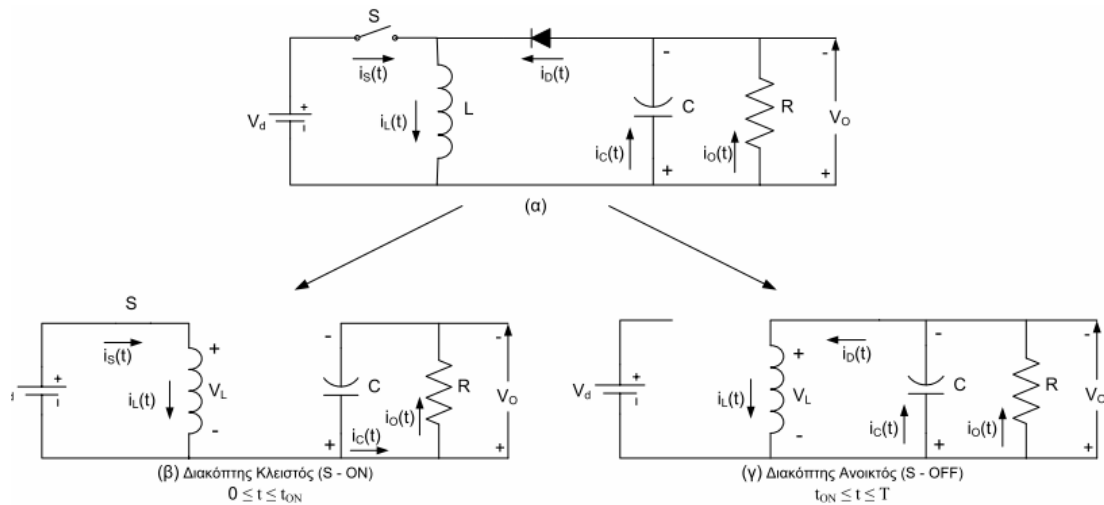 S
i_S(t)
i_D(t)
V_d
+
i_L(t)
L
-
C
i_C(t)
+
R
i_O(t)
-
V_O
+
(α)
S
i_S(t)
+
+
i_L(t)
V_L
-
-
C
+
i_C(t)
R
i_O(t)
-
V_O
+
(β) Διακόπτης Κλειστός (S - ON)
0 ≤ t ≤ t_ON
V_d
+
i_D(t)
+
i_L(t)
V_L
-
-
C
i_C(t)
+
R
i_O(t)
-
+
(γ) Διακόπτης Ανοικτός (S - OFF)
t_ON ≤ t ≤ T